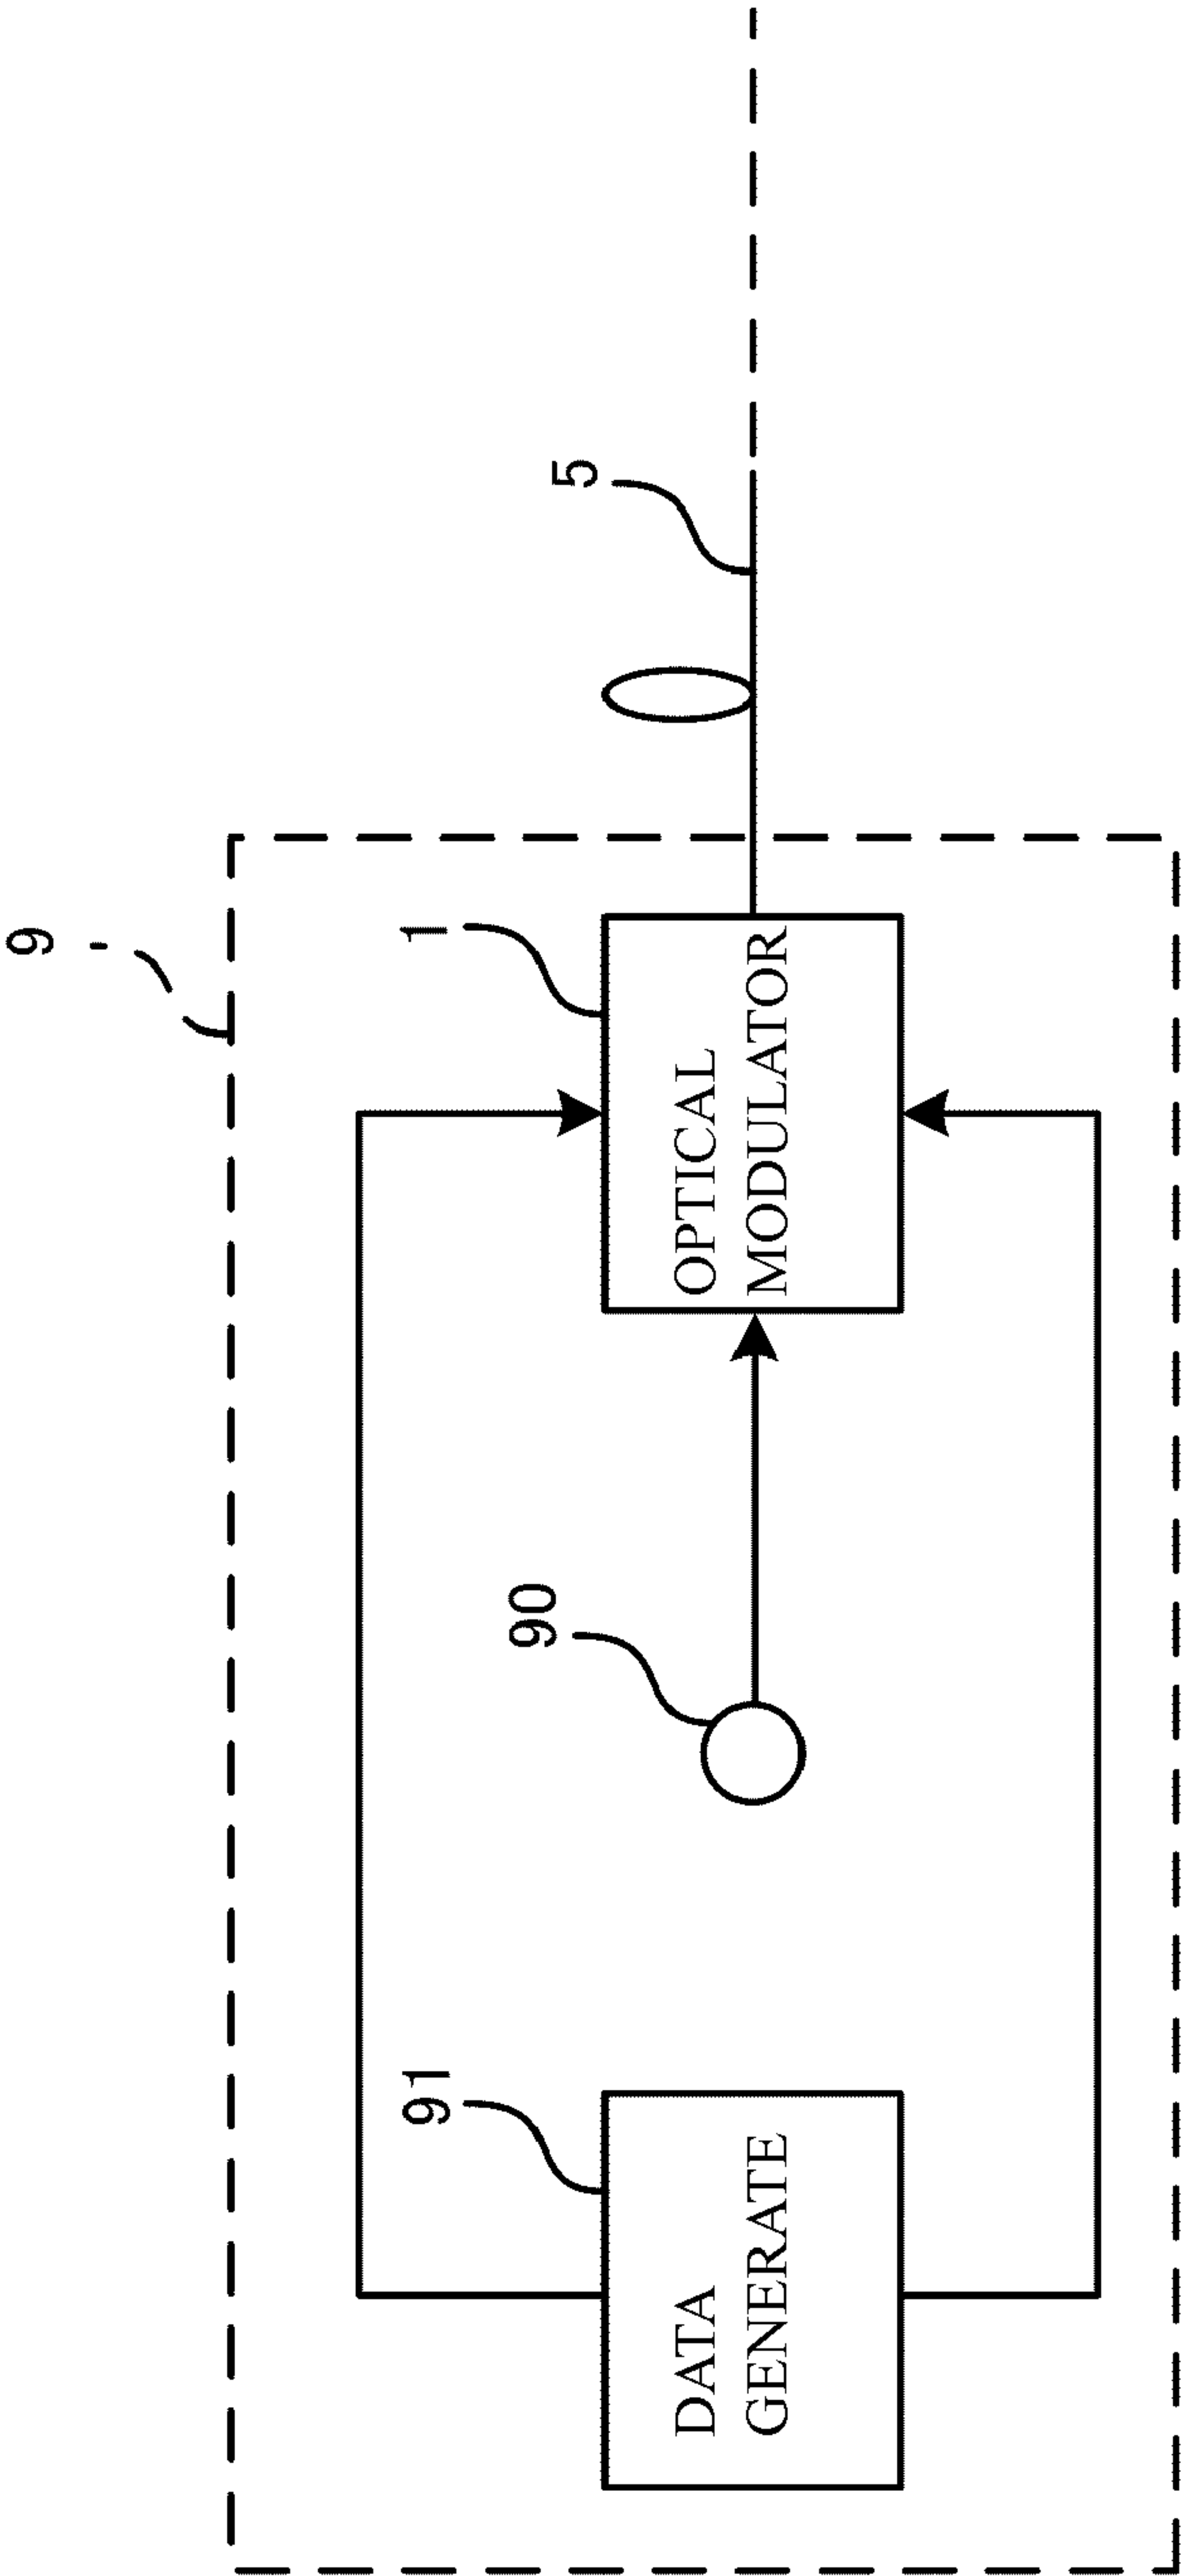 9
5
1
OPTICAL
MODULATOR
90
91
DATA
GENERATE